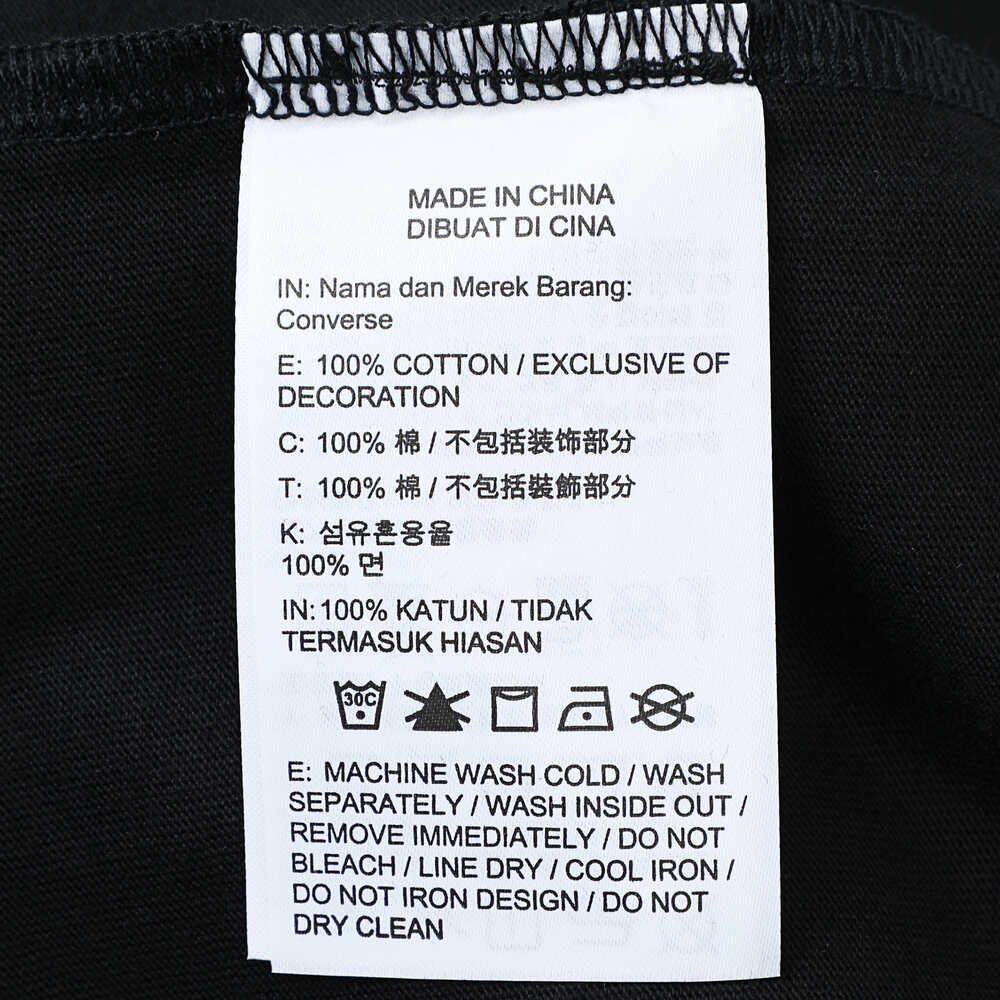 MADE IN CHINA
DIBUAT DI CINA
IN: Nama dan Merek Barang:
Converse
E: 100% COTTON / EXCLUSIVE OF
DECORATION
C: 100% 棉 / 不包括装饰部分
T: 100% 棉 / 不包括裝飾部分
K: 섬유혼용율
100% 면
IN: 100% KATUN / TIDAK
TERMASUK HIASAN
30C
E: MACHINE WASH COLD / WASH
SEPARATELY / WASH INSIDE OUT /
REMOVE IMMEDIATELY / DO NOT
BLEACH / LINE DRY / COOL IRON /
DO NOT IRON DESIGN / DO NOT
DRY CLEAN